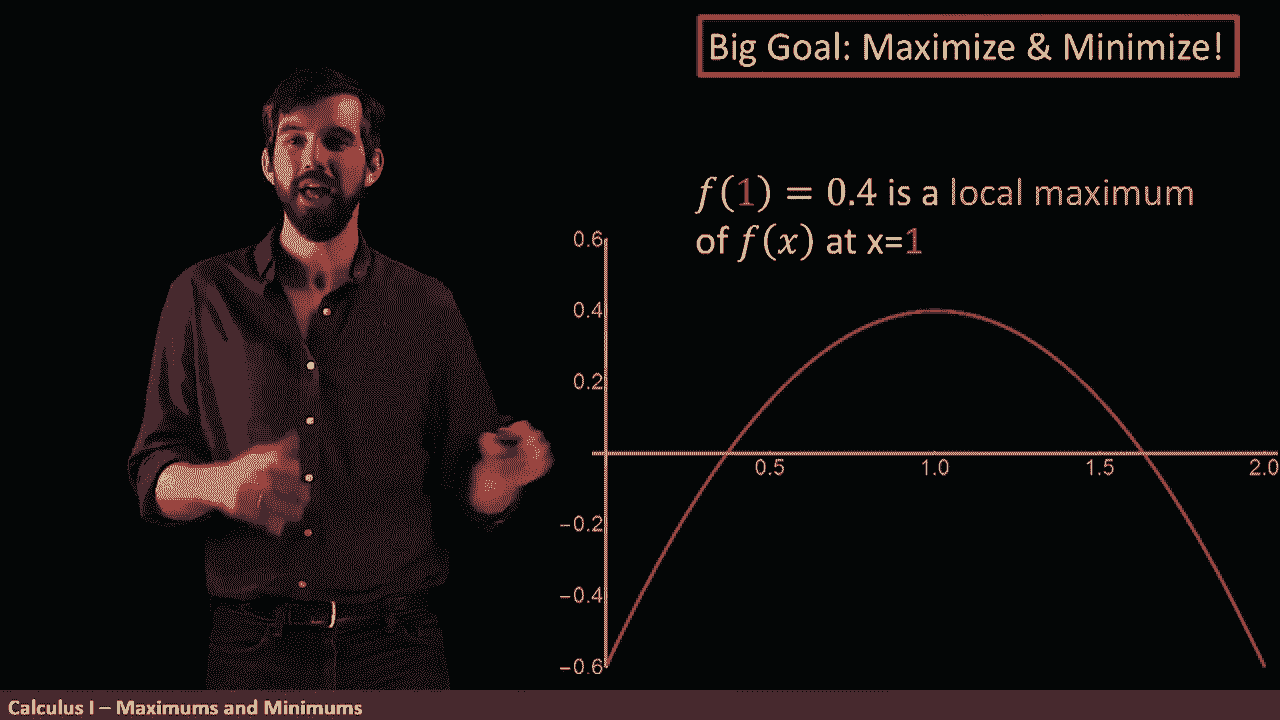 Big Goal: Maximize & Minimize!
f(1) = 0.4 is a local maximum
of f(x) at x=1
0.6
0.4
0.2
0.5 1.0 1.5 2.0
−0.2
−0.4
−0.6
Calculus I – Maximums and Minimums